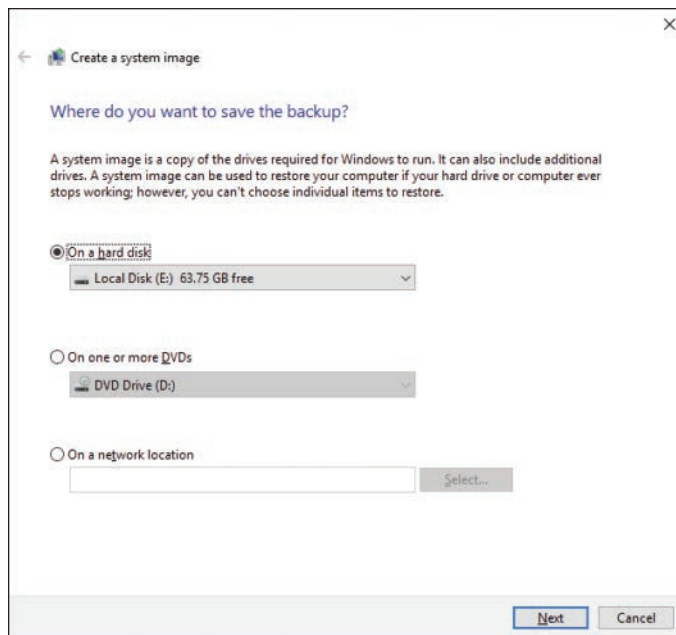 Create a system image
Where do you want to save the backup?
A system image is a copy of the drives required for Windows to run. It can also include additional
drives. A system image can be used to restore your computer if your hard drive or computer ever
stops working; however, you can't choose individual items to restore.
On a hard disk
Local Disk (E:) 63.75 GB free
On one or more DVDs
DVD Drive (D:)
On a network location
Select...
Next Cancel